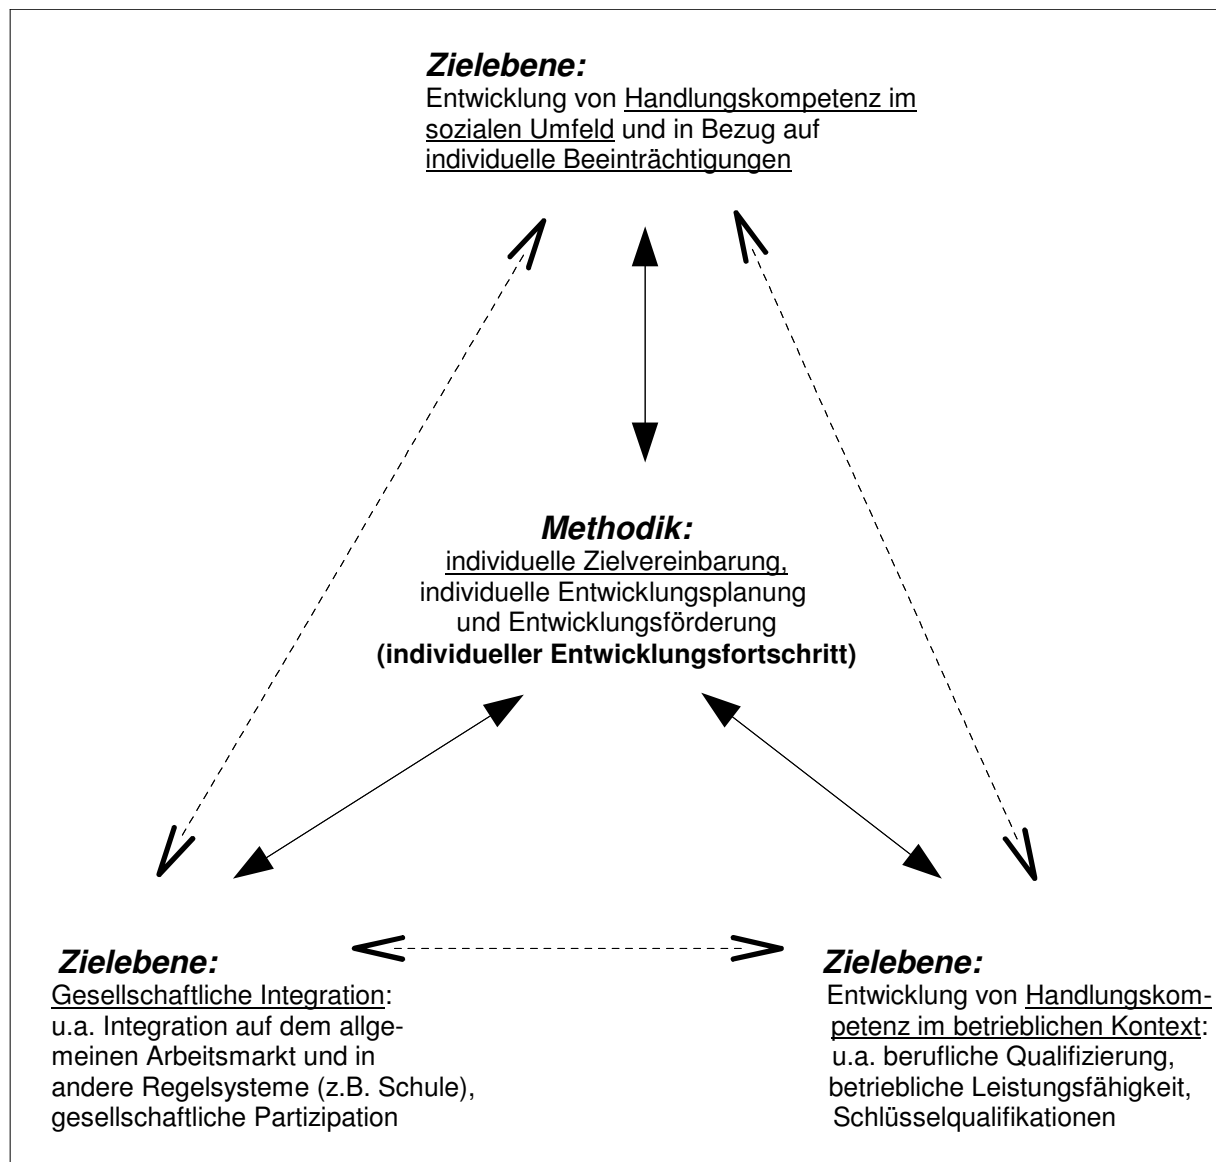 Zielebene:
Entwicklung von Handlungskompetenz im
sozialen Umfeld und in Bezug auf
individuelle Beeinträchtigungen
Methodik:
individuelle Zielvereinbarung,
individuelle Entwicklungsplanung
und Entwicklungsförderung
(individueller Entwicklungsfortschritt)
Zielebene:
Gesellschaftliche Integration:
u.a. Integration auf dem allge-
meinen Arbeitsmarkt und in
andere Regelsysteme (z.B. Schule),
gesellschaftliche Partizipation
Zielebene:
Entwicklung von Handlungskom-
petenz im betrieblichen Kontext:
u.a. berufliche Qualifizierung,
betriebliche Leistungsfähigkeit,
Schlüsselqualifikationen